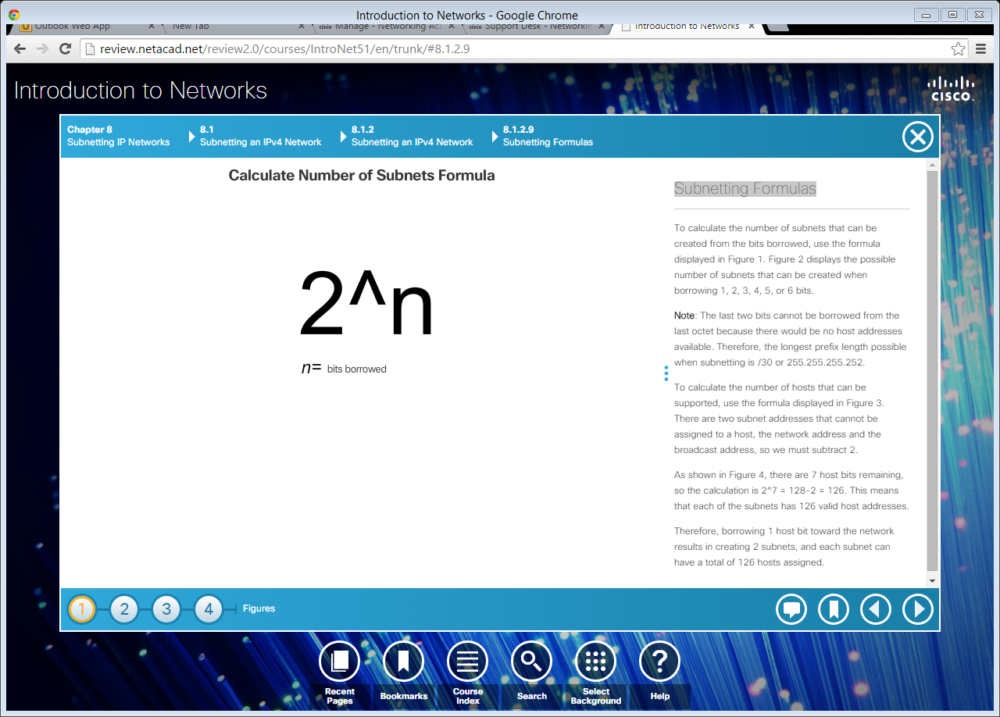 Introduction to Networks - Google Chrome
Outlook Web App
New Tab
Manage - Networking Aca
Support Desk - Networkin
Introduction to Networks
review.netacad.net/review2.0/courses/IntroNet51/en/trunk/#8.1.2.9
Introduction to Networks
CISCO
Chapter 8
Subnetting IP Networks
8.1
Subnetting an IPv4 Network
8.1.2
Subnetting an IPv4 Network
8.1.2.9
Subnetting Formulas
Calculate Number of Subnets Formula
2^n
n= bits borrowed
Subnetting Formulas
To calculate the number of subnets that can be
created from the bits borrowed, use the formula
displayed in Figure 1. Figure 2 displays the possible
number of subnets that can be created when
borrowing 1, 2, 3, 4, 5, or 6 bits.
Note: The last two bits cannot be borrowed from the
last octet because there would be no host addresses
available. Therefore, the longest prefix length possible
when subnetting is /30 or 255.255.255.252.
To calculate the number of hosts that can be
supported, use the formula displayed in Figure 3.
There are two subnet addresses that cannot be
assigned to a host, the network address and the
broadcast address, so we must subtract 2.
As shown in Figure 4, there are 7 host bits remaining,
so the calculation is 2^7 = 128-2 = 126. This means
that each of the subnets has 126 valid host addresses.
Therefore, borrowing 1 host bit toward the network
results in creating 2 subnets, and each subnet can
have a total of 126 hosts assigned.
1 2 3 4 Figures
Recent
Pages
Bookmarks
Course
Index
Search
Select
Background
Help